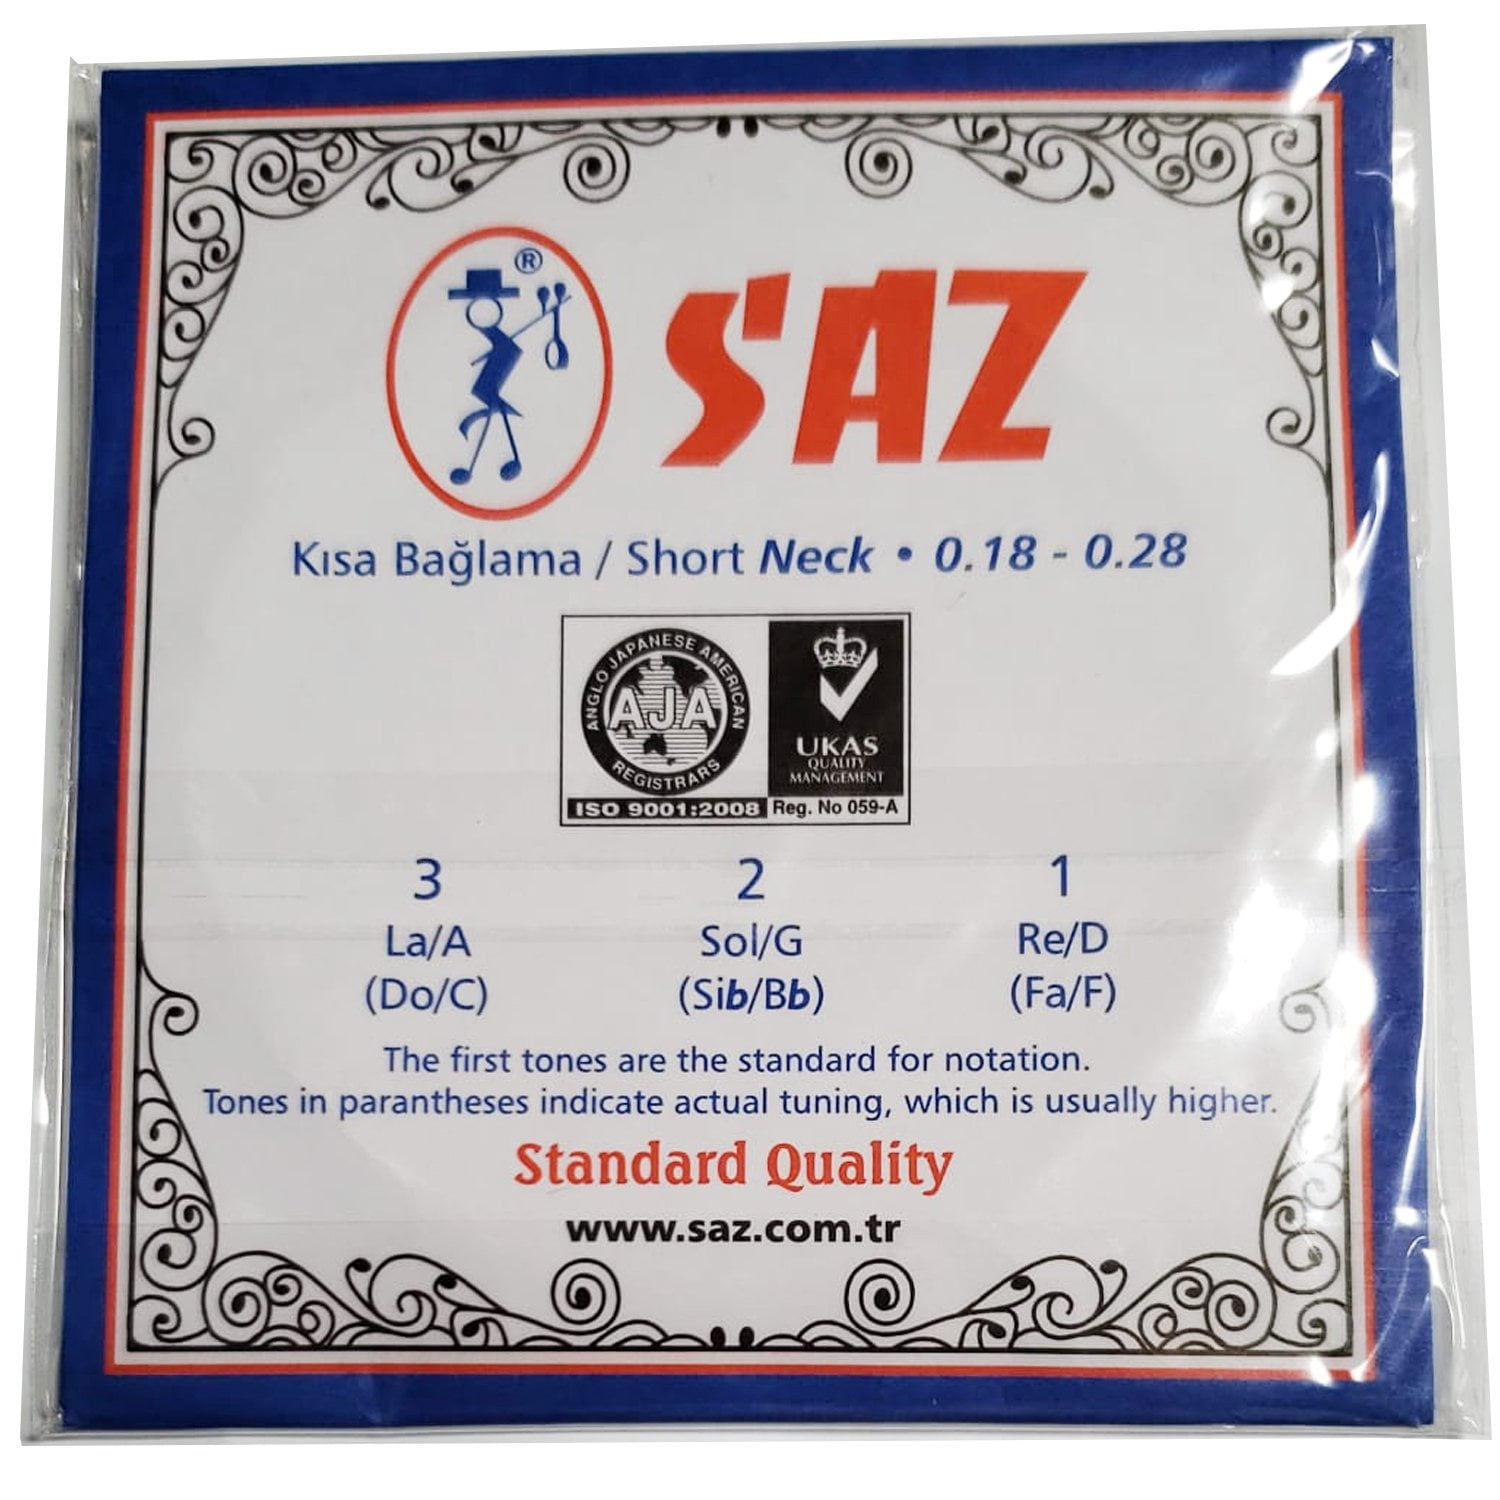 ®
SAZ
Kısa Bağlama / Short Neck • 0.18 - 0.28
ANGLO JAPANESE AMERICAN
AJA
REGISTRARS
UKAS
QUALITY
MANAGEMENT
ISO 9001:2008 Reg. No 059-A
3 2 1
La/A Sol/G Re/D
(Do/C) (Sib/Bb) (Fa/F)
The first tones are the standard for notation.
Tones in parantheses indicate actual tuning, which is usually higher.
Standard Quality
www.saz.com.tr